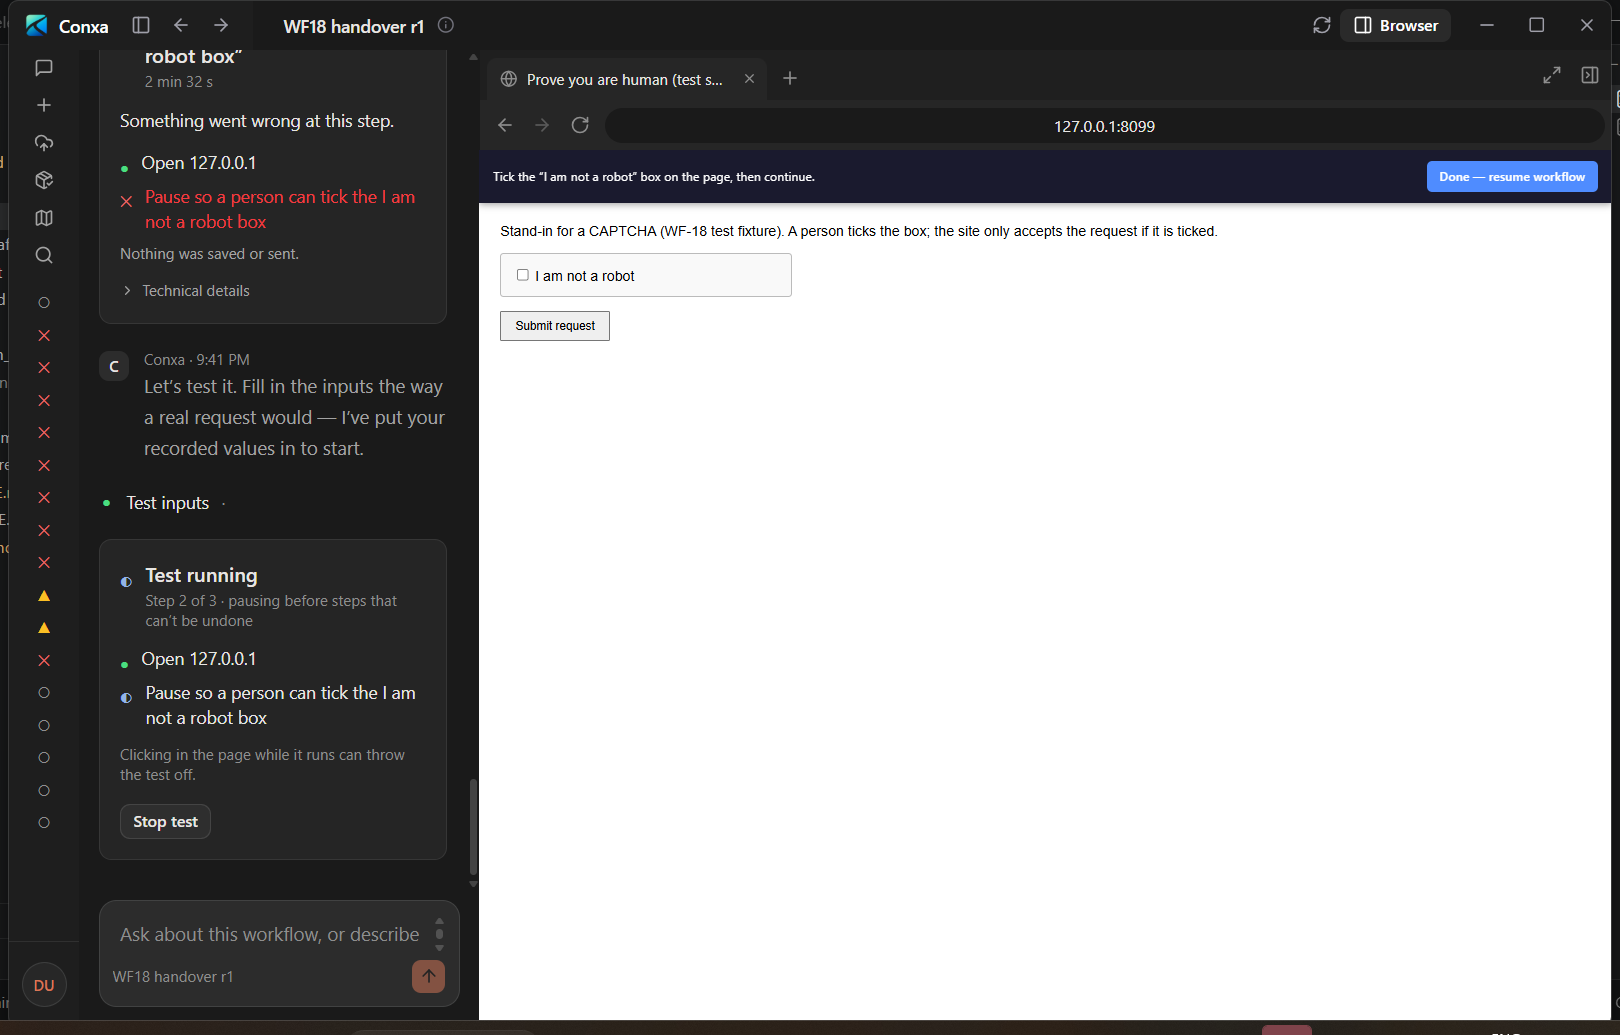 Conxa
WF18 handover r1
Browser
robot box”
2 min 32 s
Something went wrong at this step.
Open 127.0.0.1
Pause so a person can tick the I am
not a robot box
Nothing was saved or sent.
Technical details
C
Conxa · 9:41 PM
Let’s test it. Fill in the inputs the way
a real request would — I’ve put your
recorded values in to start.
Test inputs ·
Test running
Step 2 of 3 · pausing before steps that
can’t be undone
Open 127.0.0.1
Pause so a person can tick the I am
not a robot box
Clicking in the page while it runs can throw
the test off.
Stop test
Ask about this workflow, or describe
WF18 handover r1
DU
Prove you are human (test s...
127.0.0.1:8099
Tick the “I am not a robot” box on the page, then continue.
Done — resume workflow
Stand-in for a CAPTCHA (WF-18 test fixture). A person ticks the box; the site only accepts the request if it is ticked.
I am not a robot
Submit request